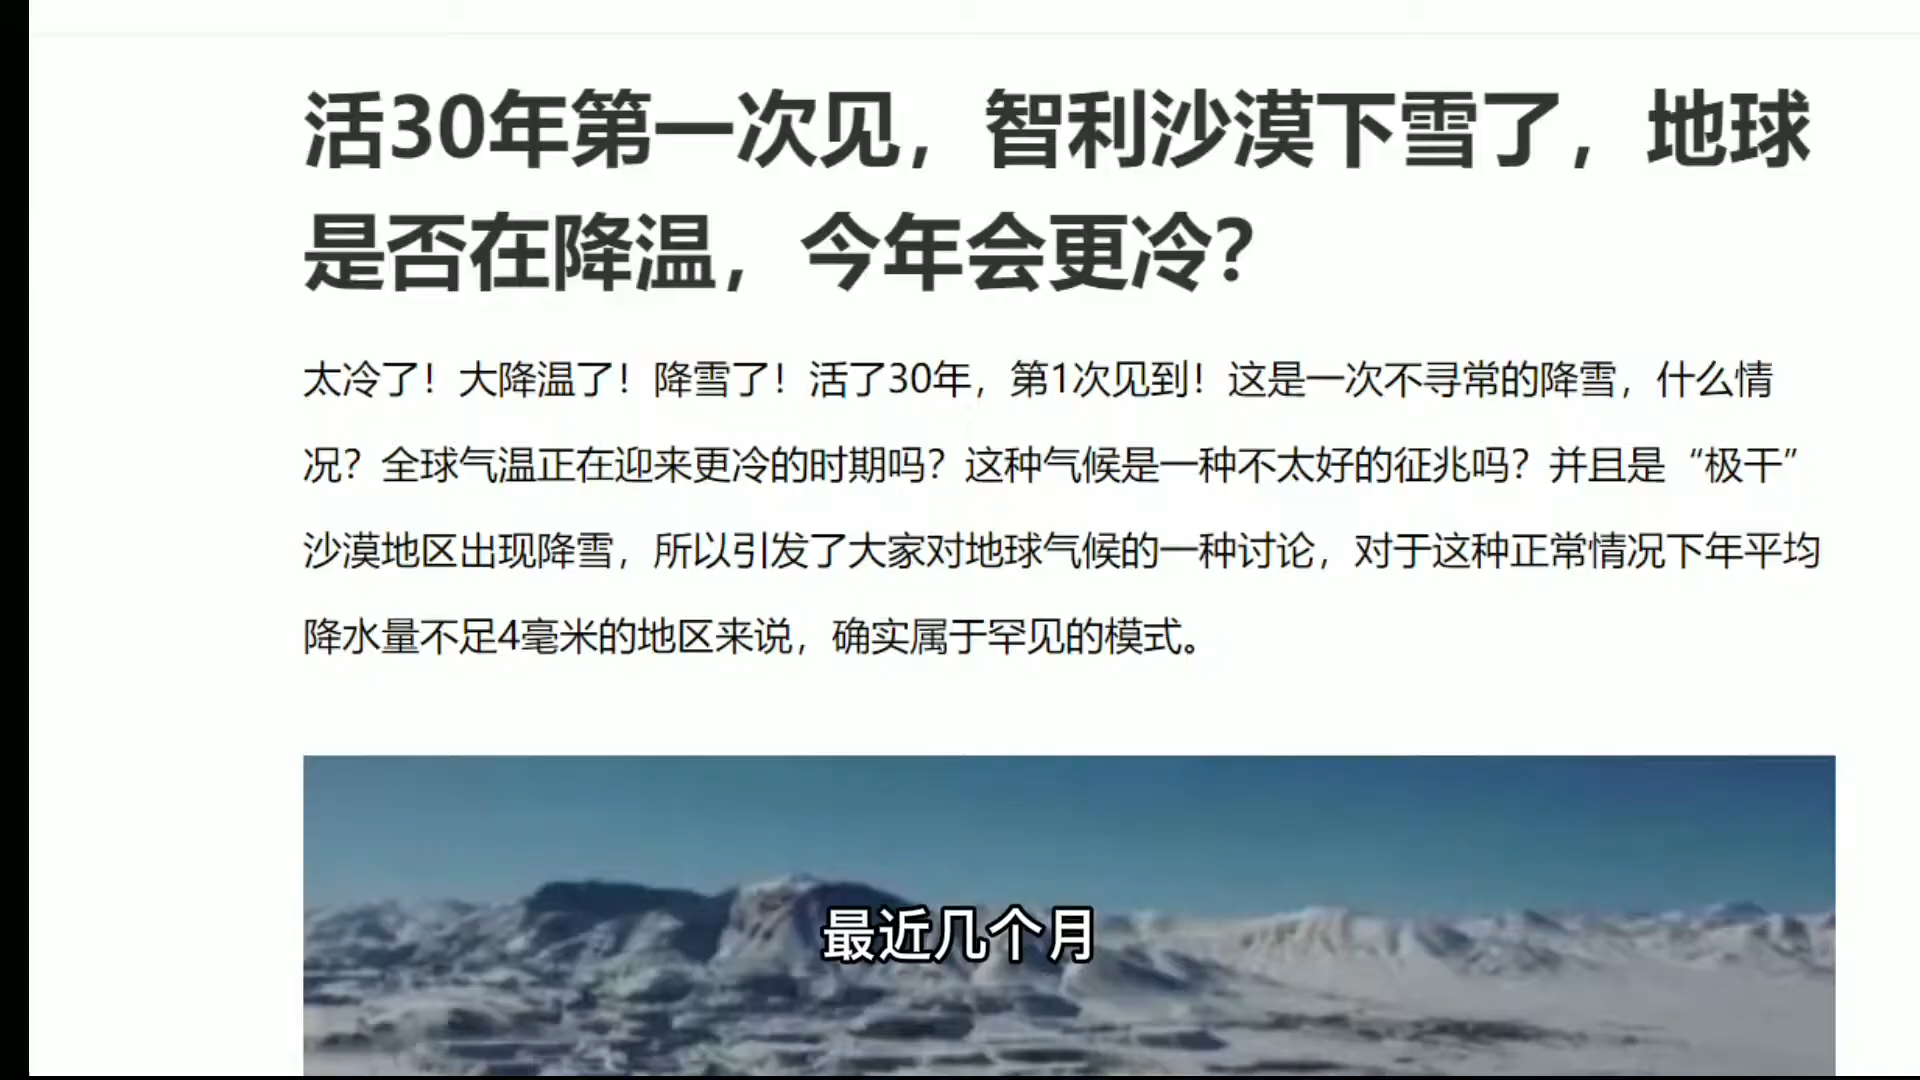 活30年第一次见，智利沙漠下雪了，地球
是否在降温，今年会更冷？
太冷了！大降温了！降雪了！活了30年，第1次见到！这是一次不寻常的降雪，什么情
况？全球气温正在迎来更冷的时期吗？这种气候是一种不太好的征兆吗？并且是“极干”
沙漠地区出现降雪，所以引发了大家对地球气候的一种讨论，对于这种正常情况下年平均
降水量不足4毫米的地区来说，确实属于罕见的模式。
最近几个月